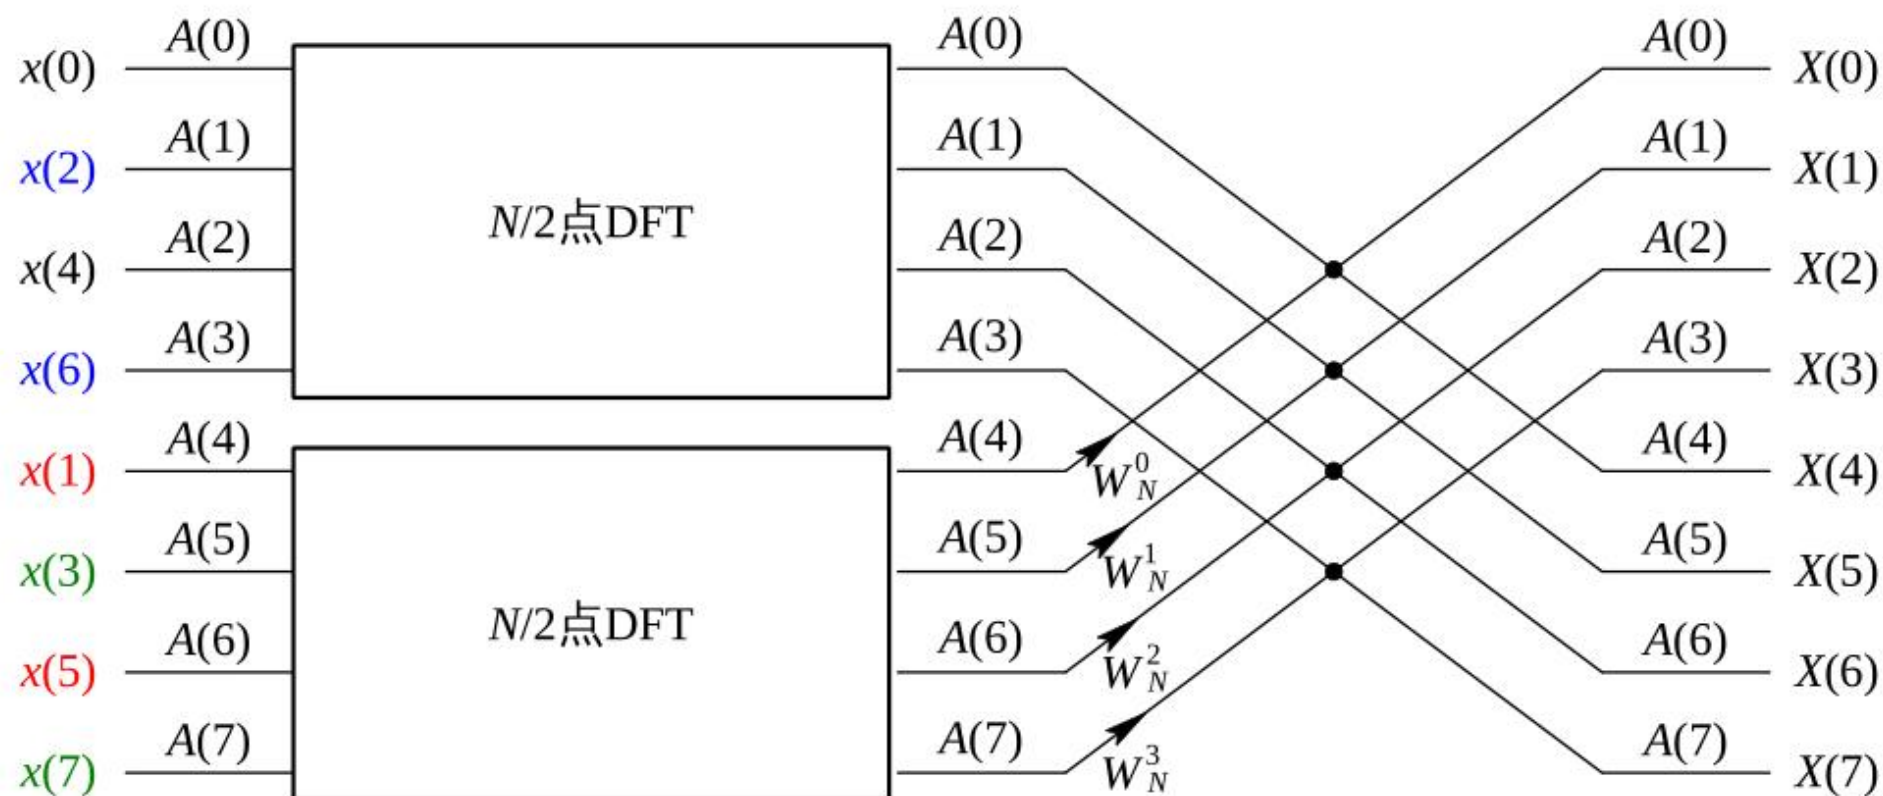 x(0) A(0) A(0) A(0) X(0)
x(2) A(1) A(1) A(1) X(1)
N/2点DFT
x(4) A(2) A(2) A(2) X(2)
x(6) A(3) A(3) A(3) X(3)
x(1) A(4) A(4) W_N^0 A(4) X(4)
x(3) A(5) A(5) W_N^1 A(5) X(5)
N/2点DFT
x(5) A(6) A(6) W_N^2 A(6) X(6)
x(7) A(7) A(7) W_N^3 A(7) X(7)